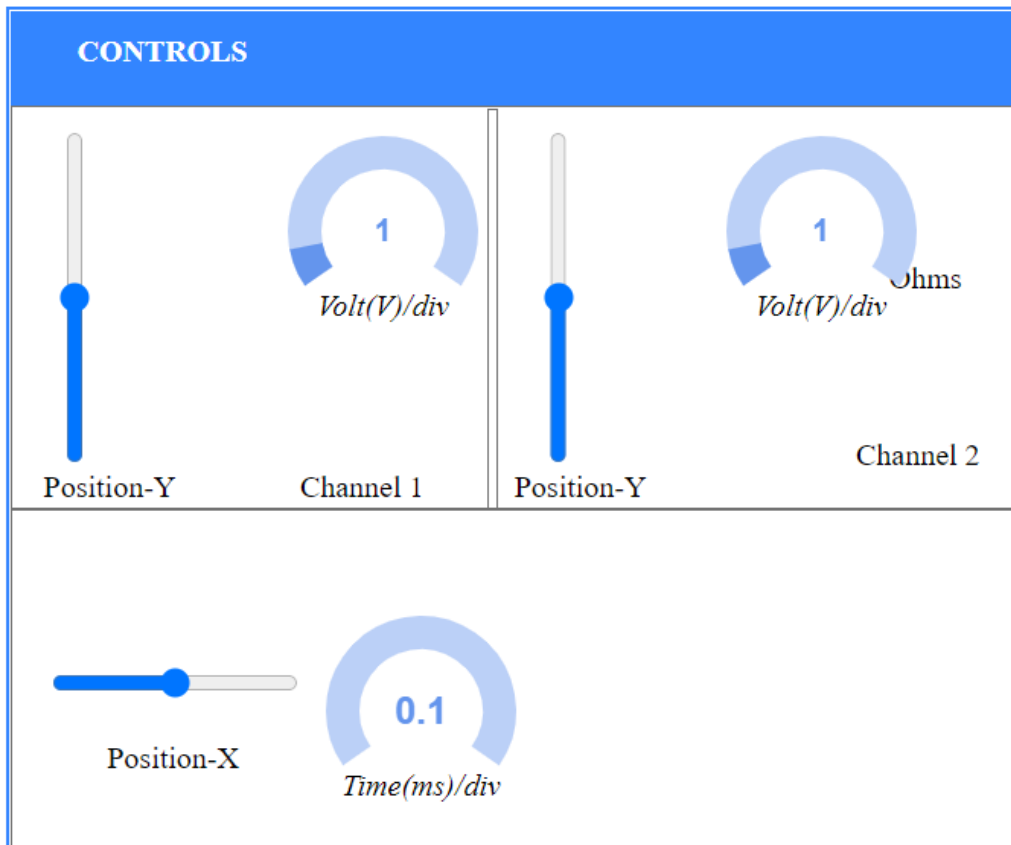 CONTROLS
1
Volt(V)/div
Position-Y
Channel 1
1
Ohms
Volt(V)/div
Position-Y
Channel 2
0.1
Position-X
Time(ms)/div